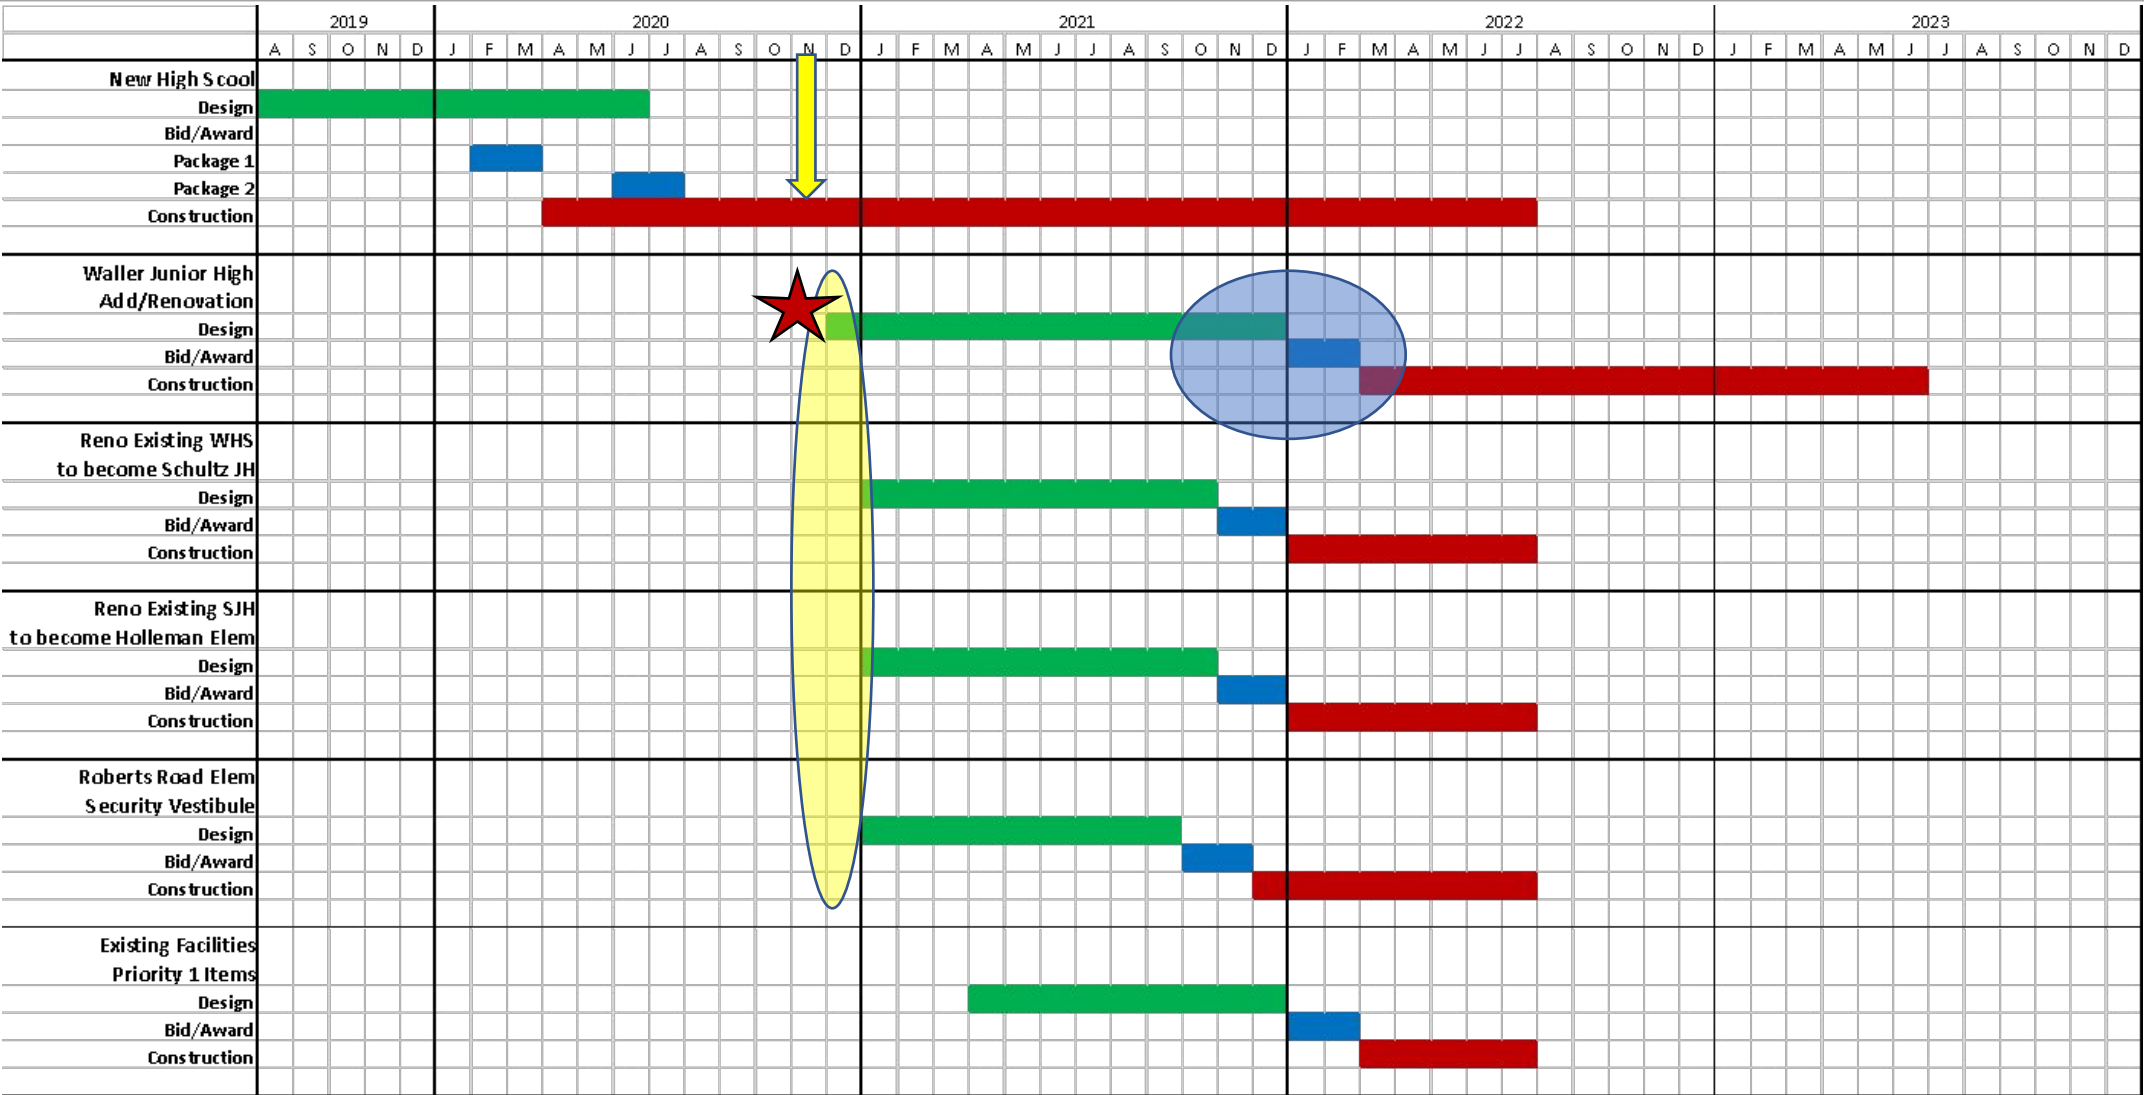 2019 2020 2021 2022 2023
A S O N D J F M A M J J A S O N D J F M A M J J A S O N D J F M A M J J A S O N D J F M A M J J A S O N D
New High Scool
Design
Bid/Award
Package 1
Package 2
Construction
Waller Junior High
Add/Renovation
Design
Bid/Award
Construction
Reno Existing WHS
to become Schultz JH
Design
Bid/Award
Construction
Reno Existing SJH
to become Holleman Elem
Design
Bid/Award
Construction
Roberts Road Elem
Security Vestibule
Design
Bid/Award
Construction
Existing Facilities
Priority 1 Items
Design
Bid/Award
Construction